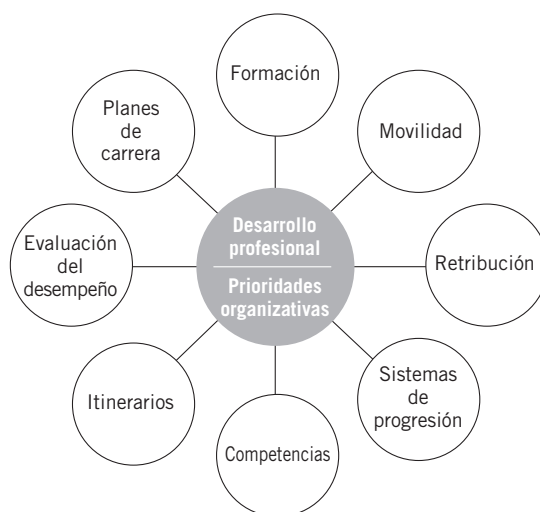 Formación
Movilidad
Retribución
Sistemas
de
progresión
Competencias
Itinerarios
Evaluación
del
desempeño
Planes
de
carrera
Desarrollo
profesional
Prioridades
organizativas